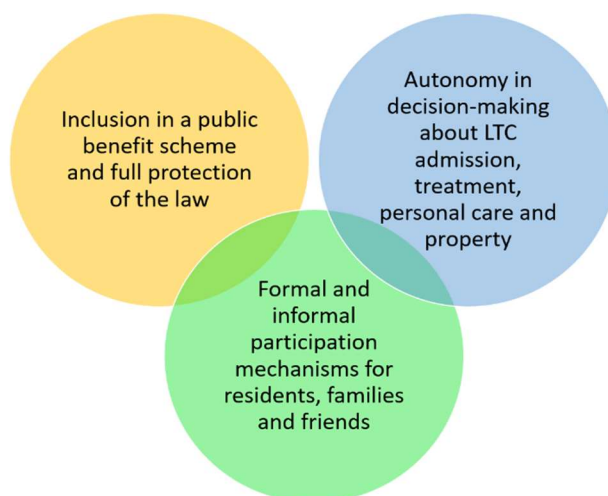 Inclusion in a public
benefit scheme
and full protection
of the law
Autonomy in
decision-making
about LTC
admission,
treatment,
personal care and
property
Formal and
informal
participation
mechanisms for
residents, families
and friends